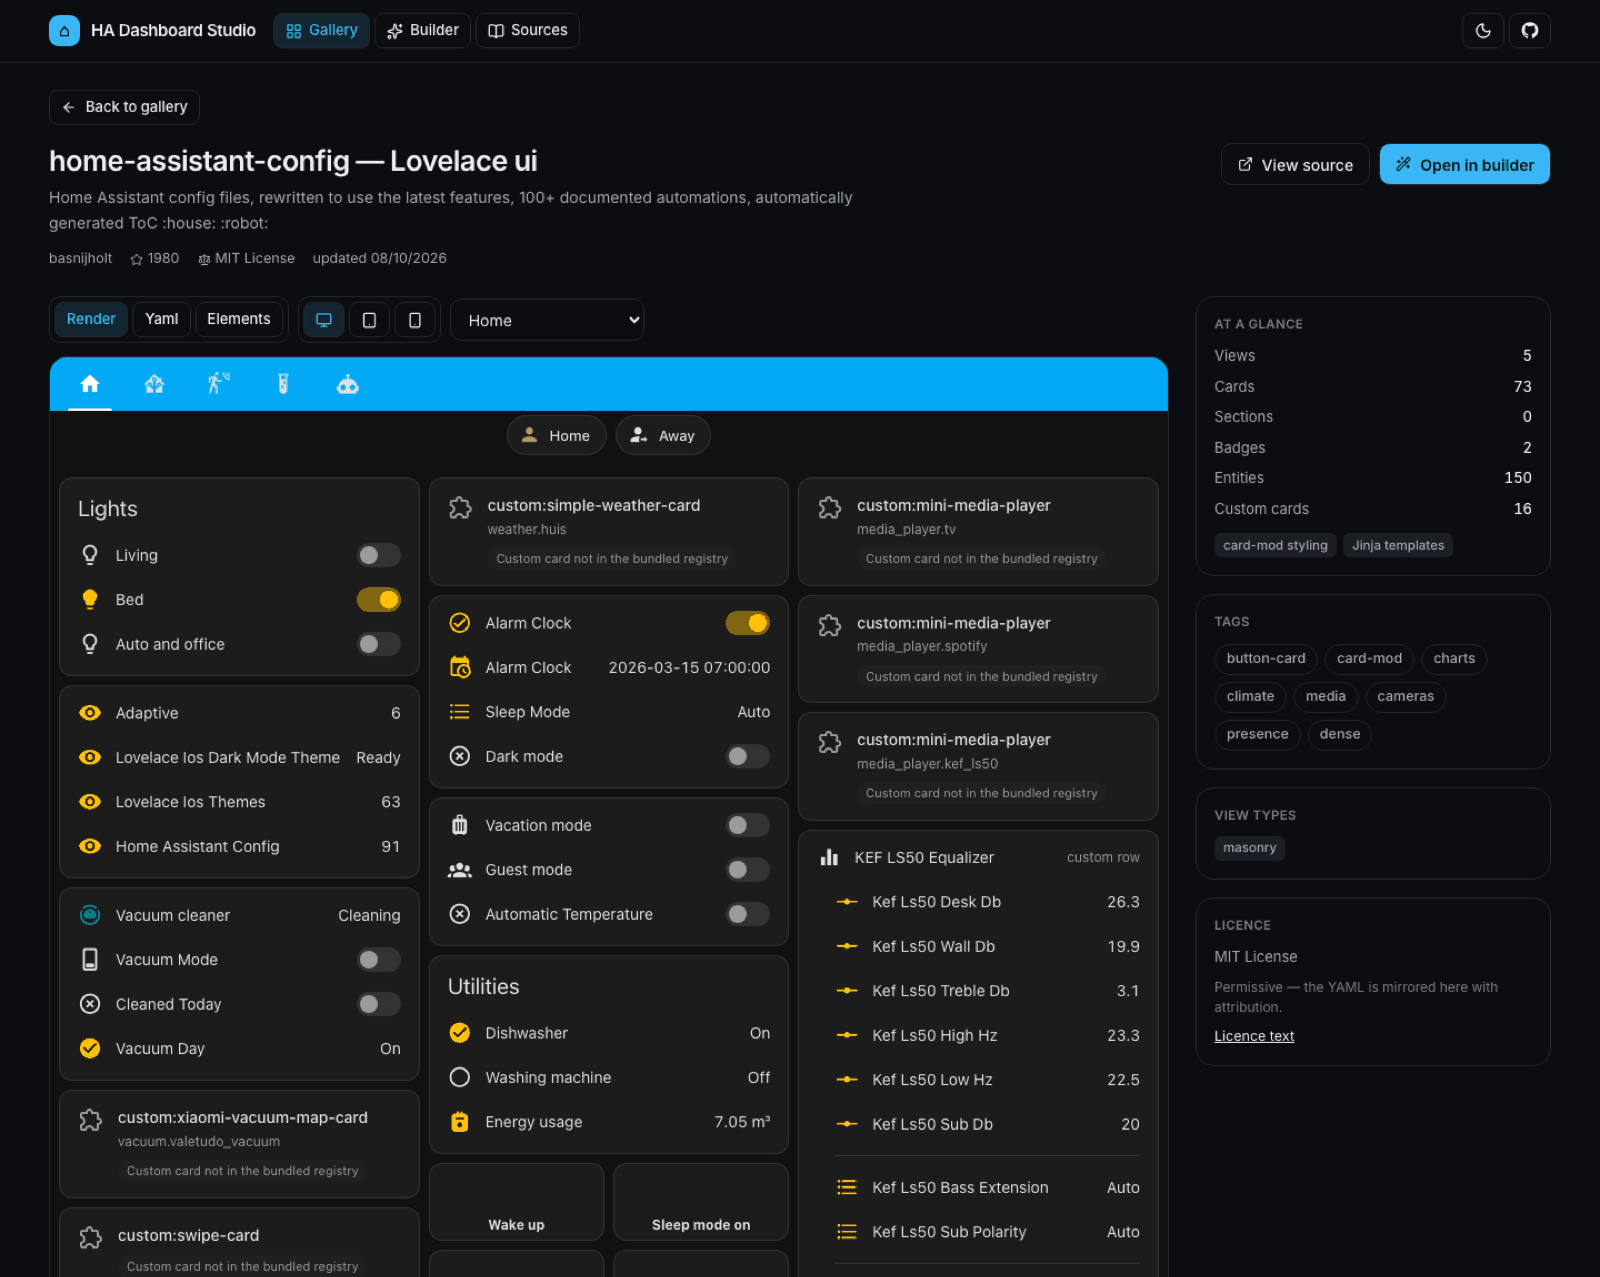 HA Dashboard Studio
Gallery
Builder
Sources
Back to gallery
home-assistant-config — Lovelace ui
Home Assistant config files, rewritten to use the latest features, 100+ documented automations, automatically
generated ToC :house: :robot:
basnijholt
1980
MIT License
updated 08/10/2026
View source
Open in builder
Render
Yaml
Elements
Home
Home
Away
Lights
Living
Bed
Auto and office
Adaptive 6
Lovelace Ios Dark Mode Theme Ready
Lovelace Ios Themes 63
Home Assistant Config 91
Vacuum cleaner Cleaning
Vacuum Mode
Cleaned Today
Vacuum Day On
custom:xiaomi-vacuum-map-card
vacuum.valetudo_vacuum
Custom card not in the bundled registry
custom:swipe-card
Custom card not in the bundled registry
custom:simple-weather-card
weather.huis
Custom card not in the bundled registry
Alarm Clock
Alarm Clock 2026-03-15 07:00:00
Sleep Mode Auto
Dark mode
Vacation mode
Guest mode
Automatic Temperature
Utilities
Dishwasher On
Washing machine Off
Energy usage 7.05 m³
Wake up
Sleep mode on
custom:mini-media-player
media_player.tv
Custom card not in the bundled registry
custom:mini-media-player
media_player.spotify
Custom card not in the bundled registry
custom:mini-media-player
media_player.kef_ls50
Custom card not in the bundled registry
KEF LS50 Equalizer custom row
Kef Ls50 Desk Db 26.3
Kef Ls50 Wall Db 19.9
Kef Ls50 Treble Db 3.1
Kef Ls50 High Hz 23.3
Kef Ls50 Low Hz 22.5
Kef Ls50 Sub Db 20
Kef Ls50 Bass Extension Auto
Kef Ls50 Sub Polarity Auto
AT A GLANCE
Views 5
Cards 73
Sections 0
Badges 2
Entities 150
Custom cards 16
card-mod styling
Jinja templates
TAGS
button-card
card-mod
charts
climate
media
cameras
presence
dense
VIEW TYPES
masonry
LICENCE
MIT License
Permissive — the YAML is mirrored here with
attribution.
Licence text